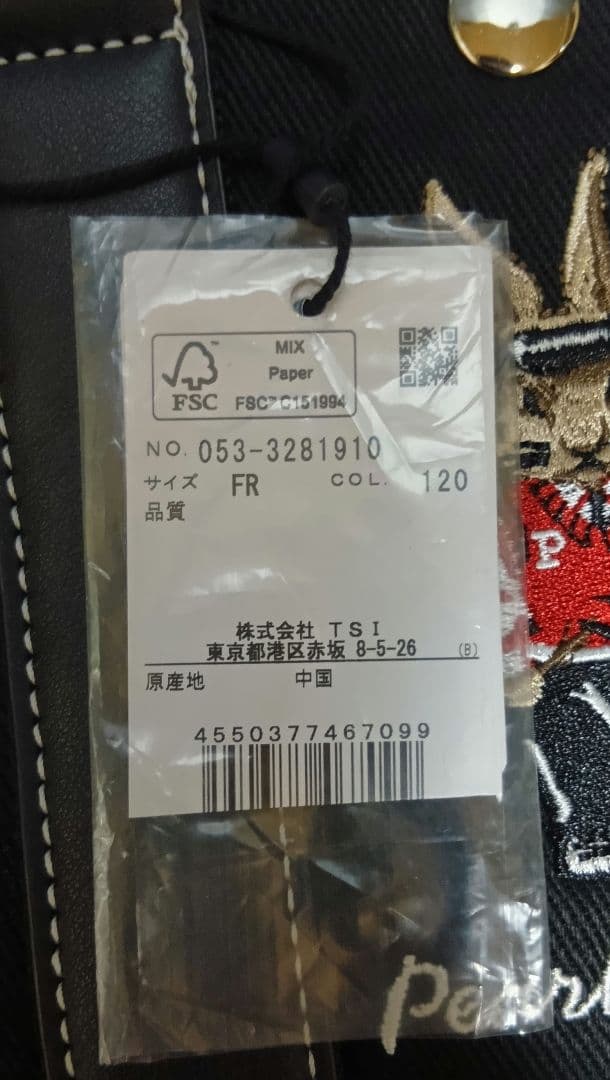 MIX
Paper
FSC
FSC™ C151994
NO. 053-3281910
サイズ FR COL. 120
品質
株式会社 TSI
東京都港区赤坂 8-5-26 (B)
原産地 中国
4550377467099
P